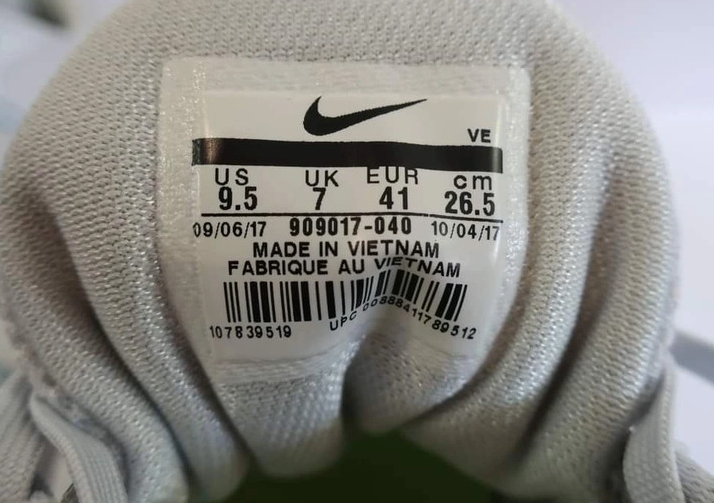 VE
US UK EUR cm
9.5 7 41 26.5
09/06/17 909017-040 10/04/17
MADE IN VIETNAM
FABRIQUE AU VIETNAM
107839519 UPC 00888411789512